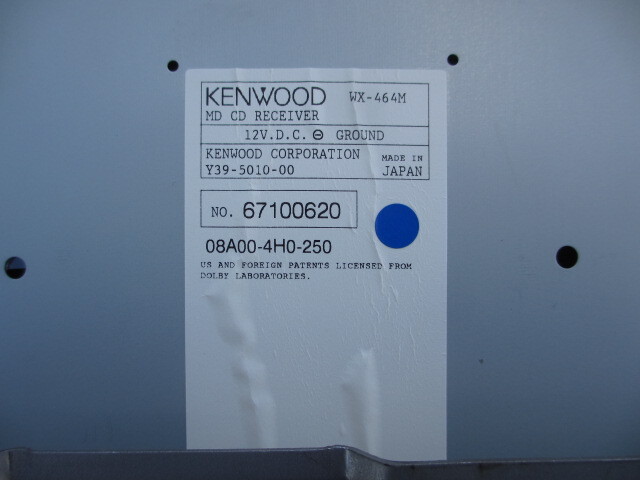 KENWOOD WX-464M
MD CD RECEIVER
12V.D.C. ⊖ GROUND
KENWOOD CORPORATION MADE IN
Y39-5010-00 JAPAN
NO. 67100620
08A00-4H0-250
US AND FOREIGN PATENTS LICENSED FROM
DOLBY LABORATORIES.